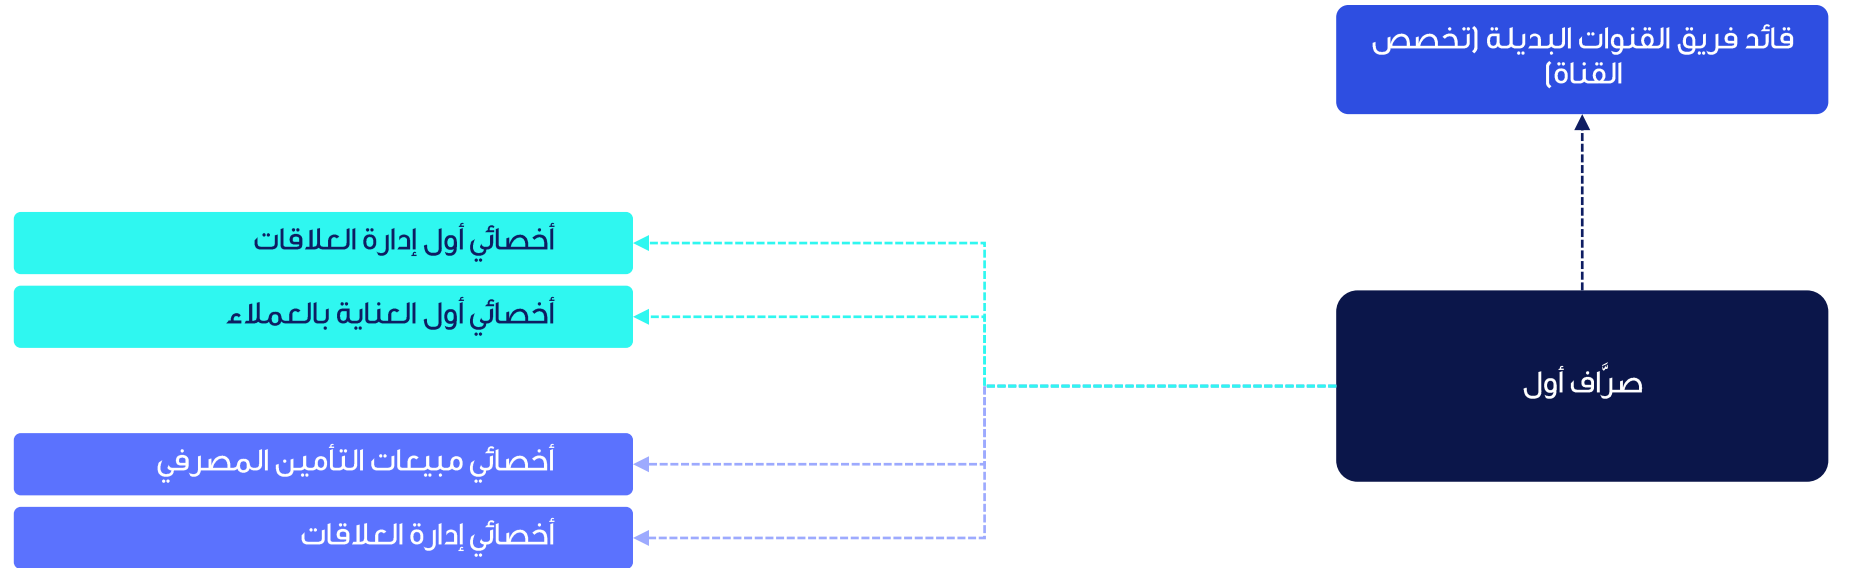 قائد فريق القنوات البديلة (تخصص
القناة)
أخصائي أول إدارة العلاقات
أخصائي أول العناية بالعملاء
صرَّاف أول
أخصائي مبيعات التأمين المصرفي
أخصائي إدارة العلاقات